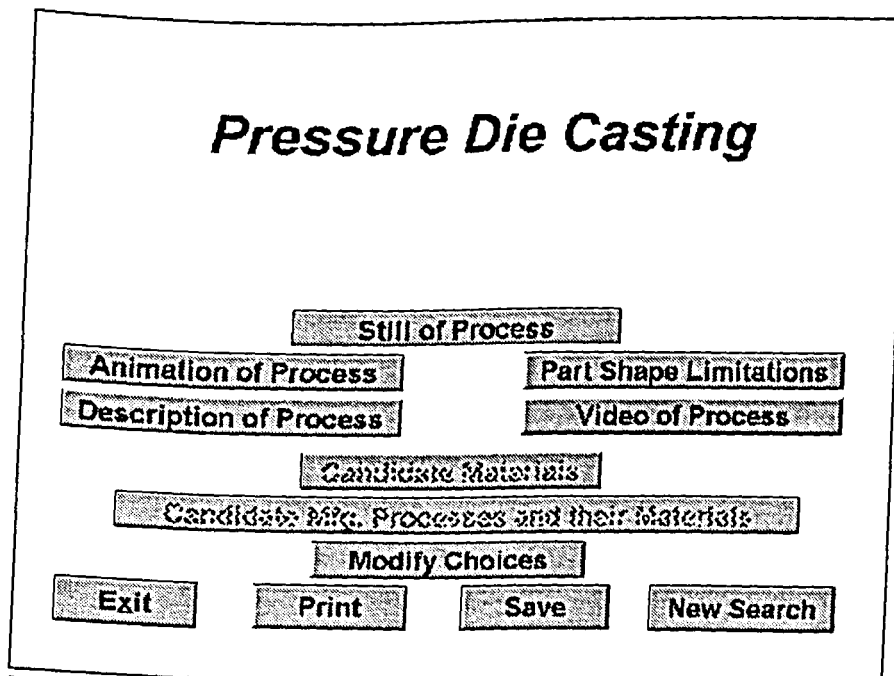 Pressure Die Casting
Still of Process
Animation of Process Part Shape Limitations
Description of Process Video of Process
Candidate Materials
Candidate Mfg. Processes and their Materials
Modify Choices
Exit Print Save New Search